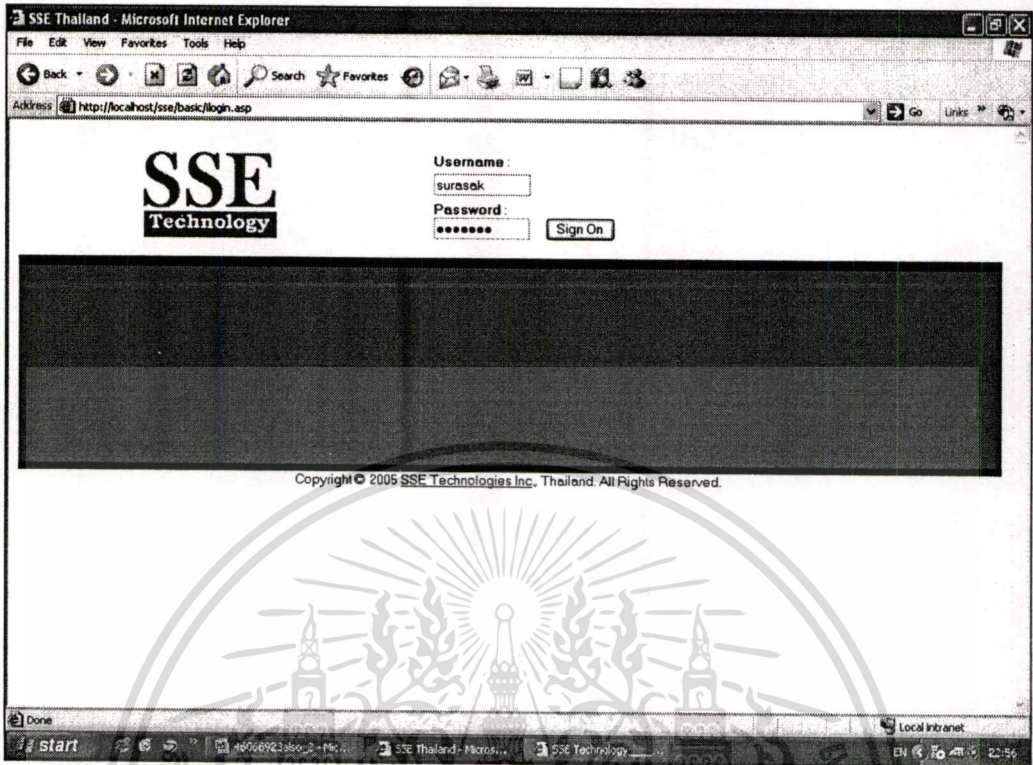 SSE Thailand - Microsoft Internet Explorer
File Edit View Favorites Tools Help
Back Search Favorites
Address http://localhost/sse/basic/ilogin.asp Go Links »
SSE
Technology
Username :
surasak
Password :
••••••• Sign On
Copyright© 2005 SSE Technologies Inc., Thailand. All Rights Reserved.
Done Local intranet
start » SSE Thailand - Micros... SSE Technology EN 22:56